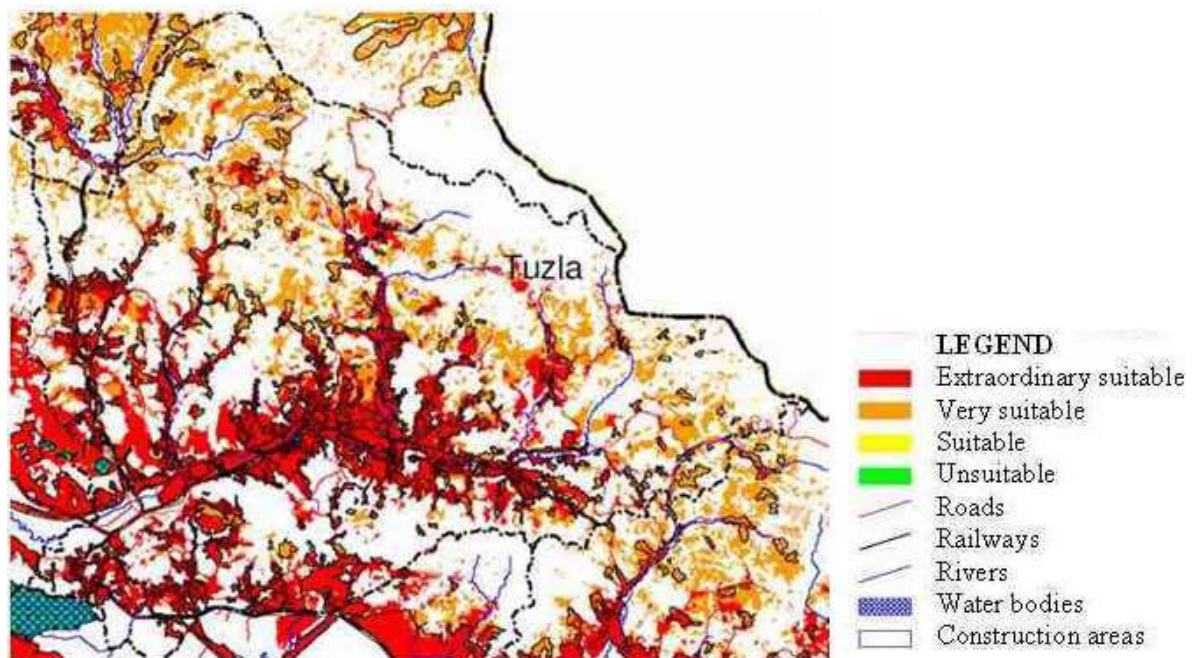 Tuzla
LEGEND
Extraordinary suitable
Very suitable
Suitable
Unsuitable
Roads
Railways
Rivers
Water bodies
Construction areas